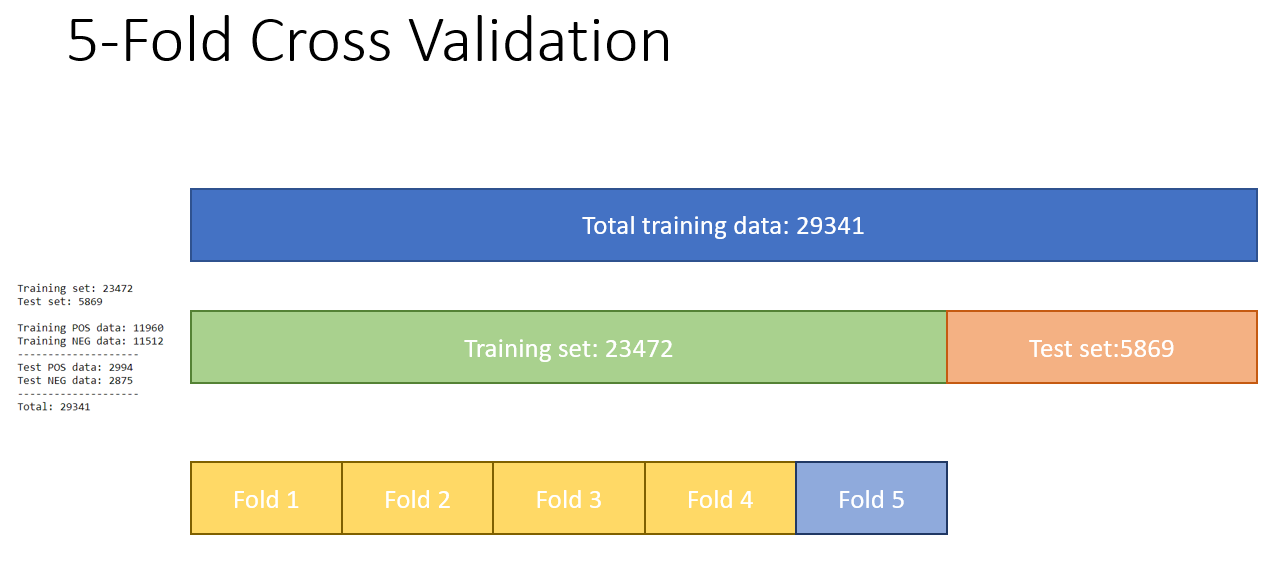 5-Fold Cross Validation
Total training data: 29341
Training set: 23472
Test set: 5869
Training POS data: 11960
Training NEG data: 11512
--------------------
Test POS data: 2994
Test NEG data: 2875
--------------------
Total: 29341
Training set: 23472
Test set:5869
Fold 1
Fold 2
Fold 3
Fold 4
Fold 5